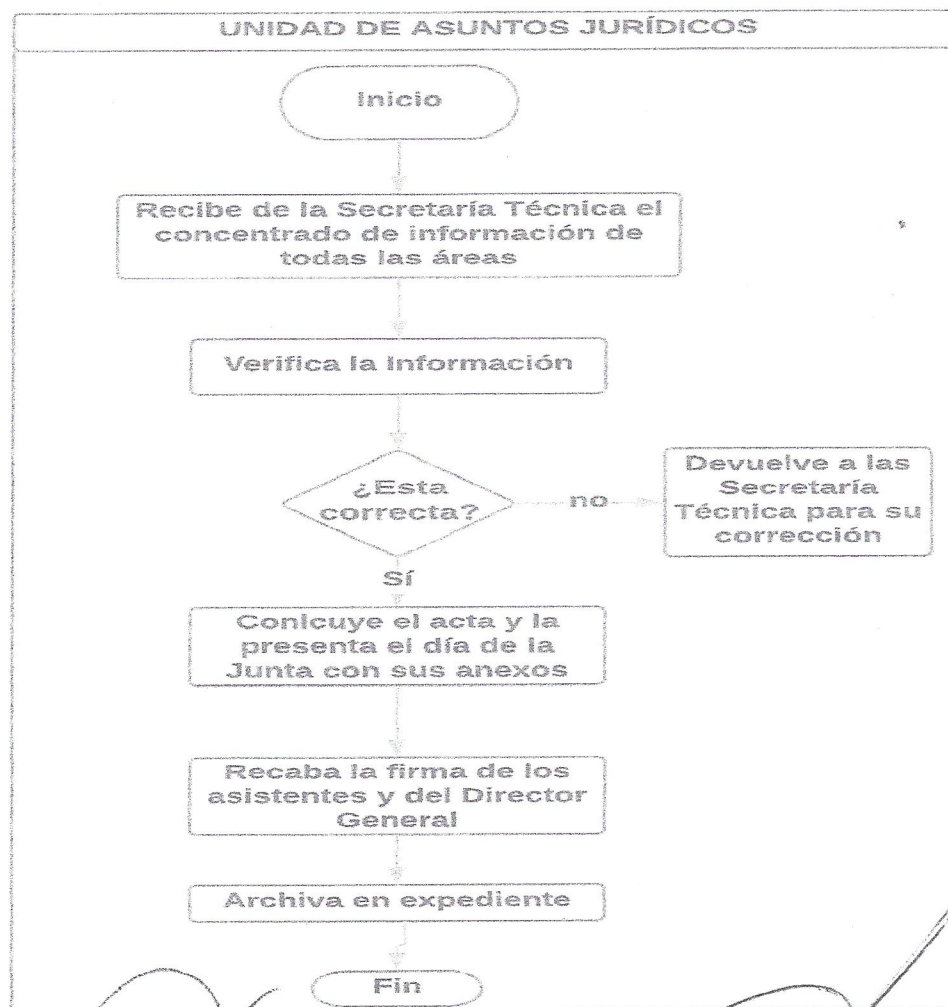 UNIDAD DE ASUNTOS JURÍDICOS
Inicio
Recibe de la Secretaría Técnica el
concentrado de información de
todas las áreas
Verifica la Información
¿Esta
correcta?
no
Devuelve a las
Secretaría
Técnica para su
corrección
Sí
Conlcuye el acta y la
presenta el día de la
Junta con sus anexos
Recaba la firma de los
asistentes y del Director
General
Archiva en expediente
Fin